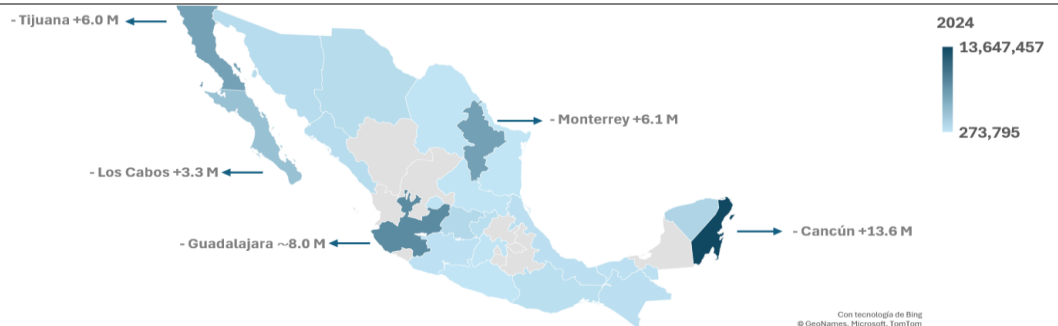 - Tijuana +6.0 M
2024
13,647,457
- Monterrey +6.1 M
273,795
- Los Cabos +3.3 M
- Guadalajara ~8.0 M
- Cancún +13.6 M
Con tecnología de Bing
© GeoNames, Microsoft, TomTom